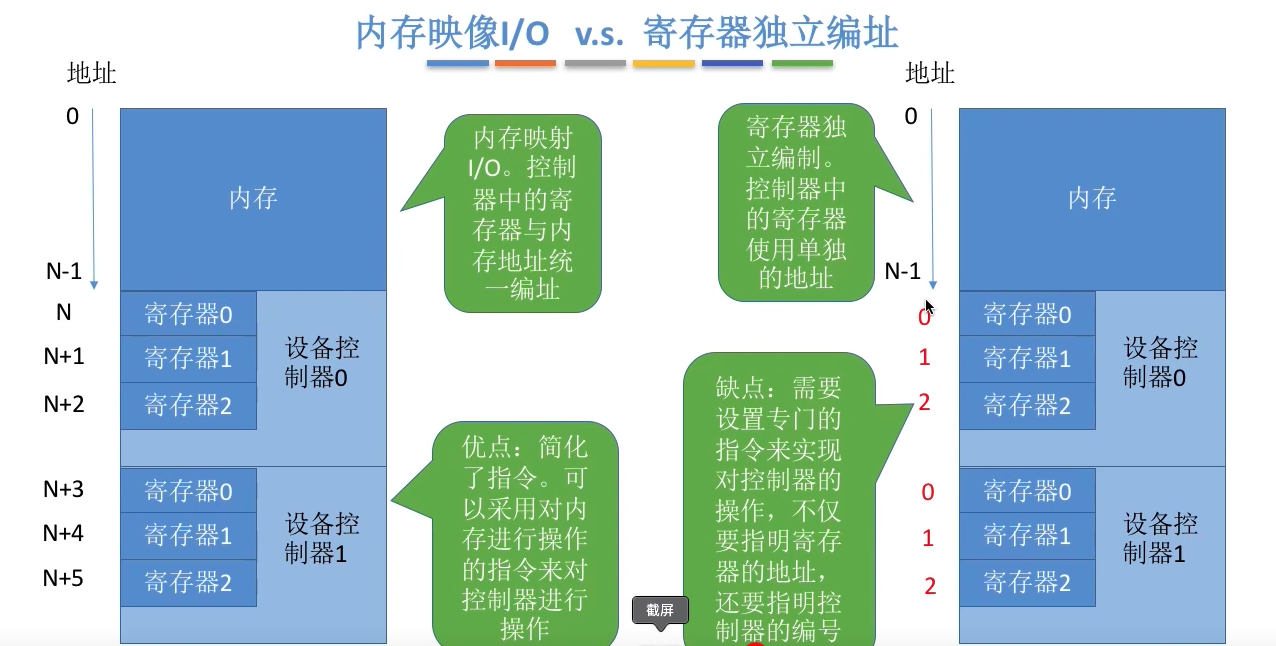 内存映像I/O v.s. 寄存器独立编址
地址
0
N-1
N
N+1
N+2
N+3
N+4
N+5
内存
寄存器0
寄存器1
寄存器2
设备控
制器0
寄存器0
寄存器1
寄存器2
设备控
制器1
内存映射
I/O。控制
器中的寄
存器与内
存地址统
一编址
优点：简化
了指令。可
以采用对内
存进行操作
的指令来对
控制器进行
操作
寄存器独
立编制。
控制器中
的寄存器
使用单独
的地址
缺点：需要
设置专门的
指令来实现
对控制器的
操作，不仅
要指明寄存
器的地址，
还要指明控
制器的编号
截屏
地址
0
N-1
0
1
2
0
1
2
内存
寄存器0
寄存器1
寄存器2
设备控
制器0
寄存器0
寄存器1
寄存器2
设备控
制器1